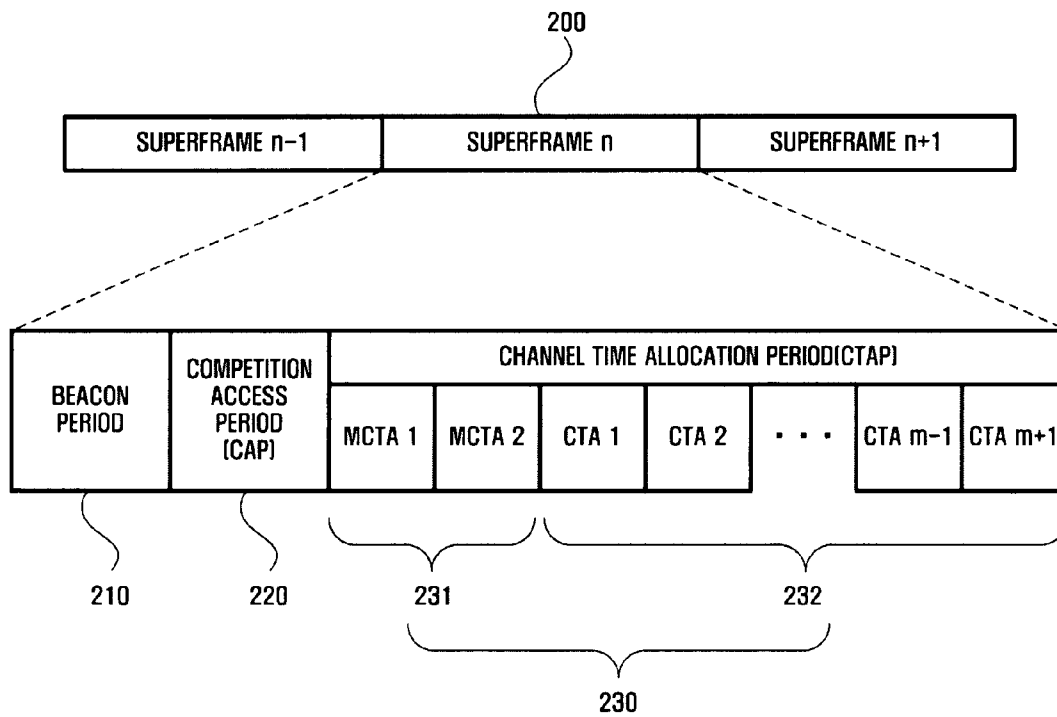 200
SUPERFRAME n-1
SUPERFRAME n
SUPERFRAME n+1
BEACON
PERIOD
COMPETITION
ACCESS
PERIOD
(CAP)
CHANNEL TIME ALLOCATION PERIOD(CTAP)
MCTA 1
MCTA 2
CTA 1
CTA 2
· · ·
CTA m-1
CTA m+1
210
220
231
232
230